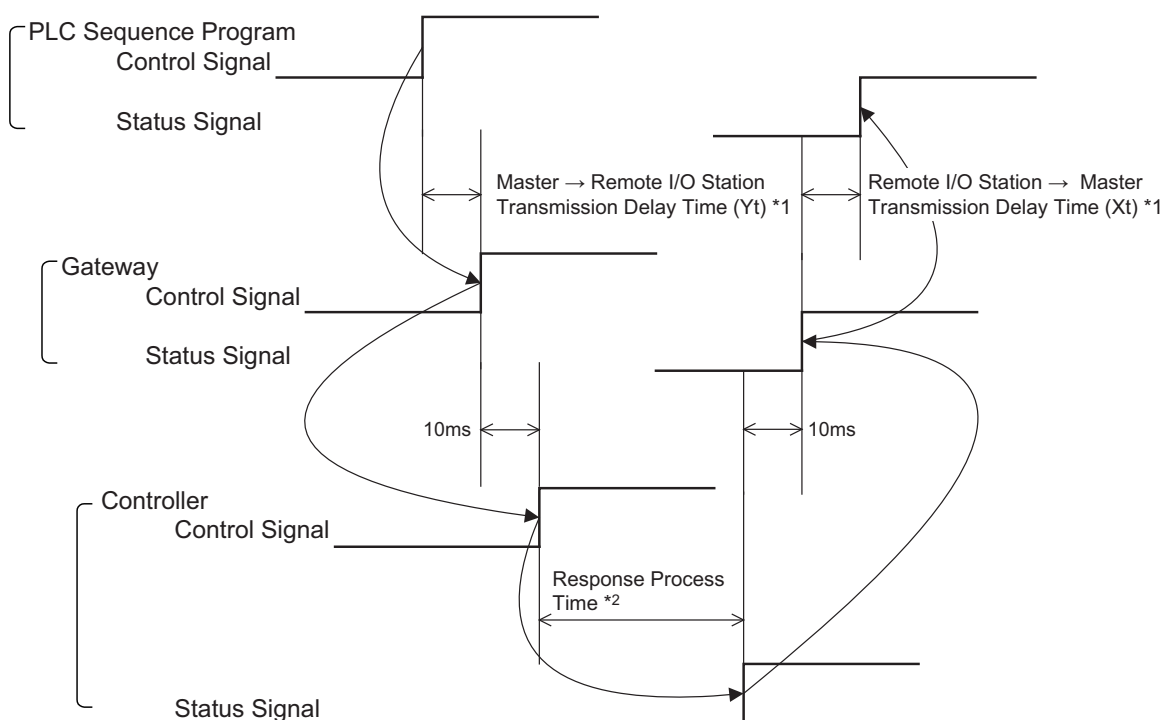 PLC Sequence Program
Control Signal
Status Signal
Master → Remote I/O Station
Transmission Delay Time (Yt) *1
Remote I/O Station → Master
Transmission Delay Time (Xt) *1
Gateway
Control Signal
Status Signal
10ms
10ms
Controller
Control Signal
Response Process
Time *2
Status Signal